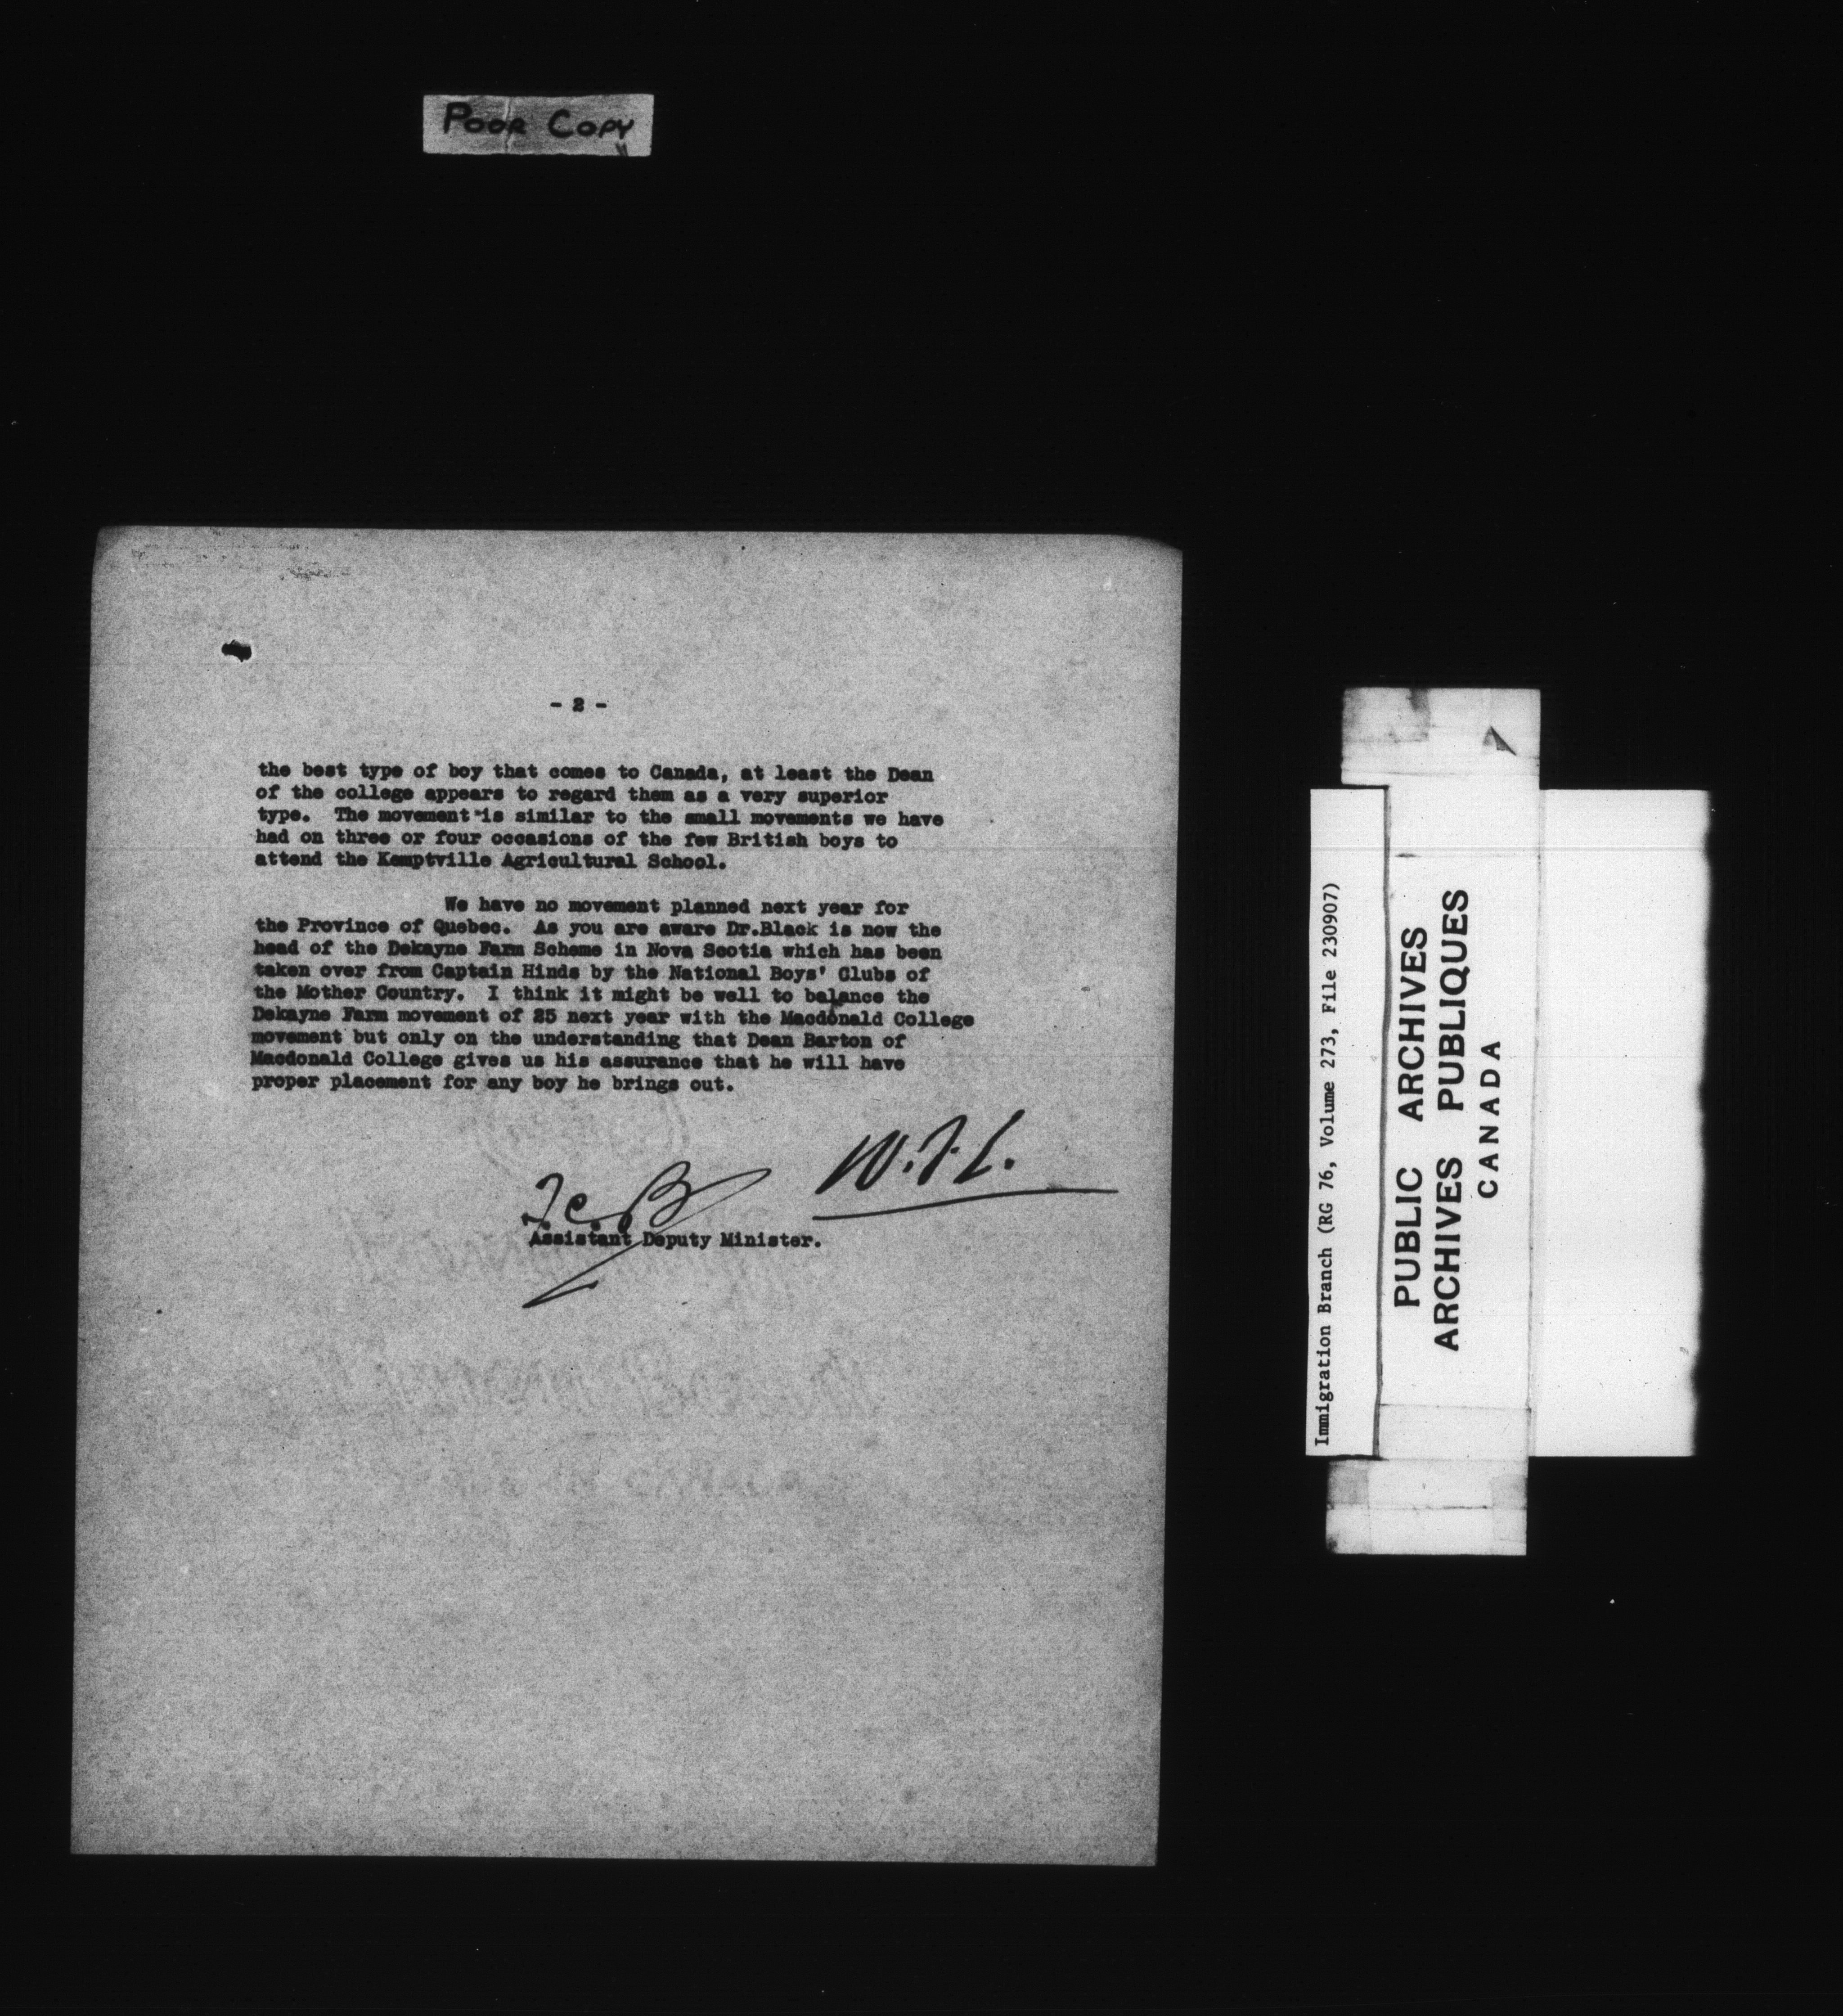 POOR COPY
- 2 -
the best type of boy that comes to Canada, at least the Dean
of the college appears to regard them as a very superior
type. The movement is similar to the small movements we have
had on three or four occasions of the few British boys to
attend the Kemptville Agricultural School.
We have no movement planned next year for
the Province of Quebec. As you are aware Dr.Black is now the
head of the Dekayne Farm Scheme in Nova Scotia which has been
taken over from Captain Hinds by the National Boys' Clubs of
the Mother Country. I think it might be well to balance the
Dekayne Farm movement of 25 next year with the Macdonald College
movement but only on the understanding that Dean Barton of
Macdonald College gives us his assurance that he will have
proper placement for any boy he brings out.
Assistant Deputy Minister.
Immigration Branch (RG 76, Volume 273, File 230907)
PUBLIC ARCHIVES
ARCHIVES PUBLIQUES
CANADA